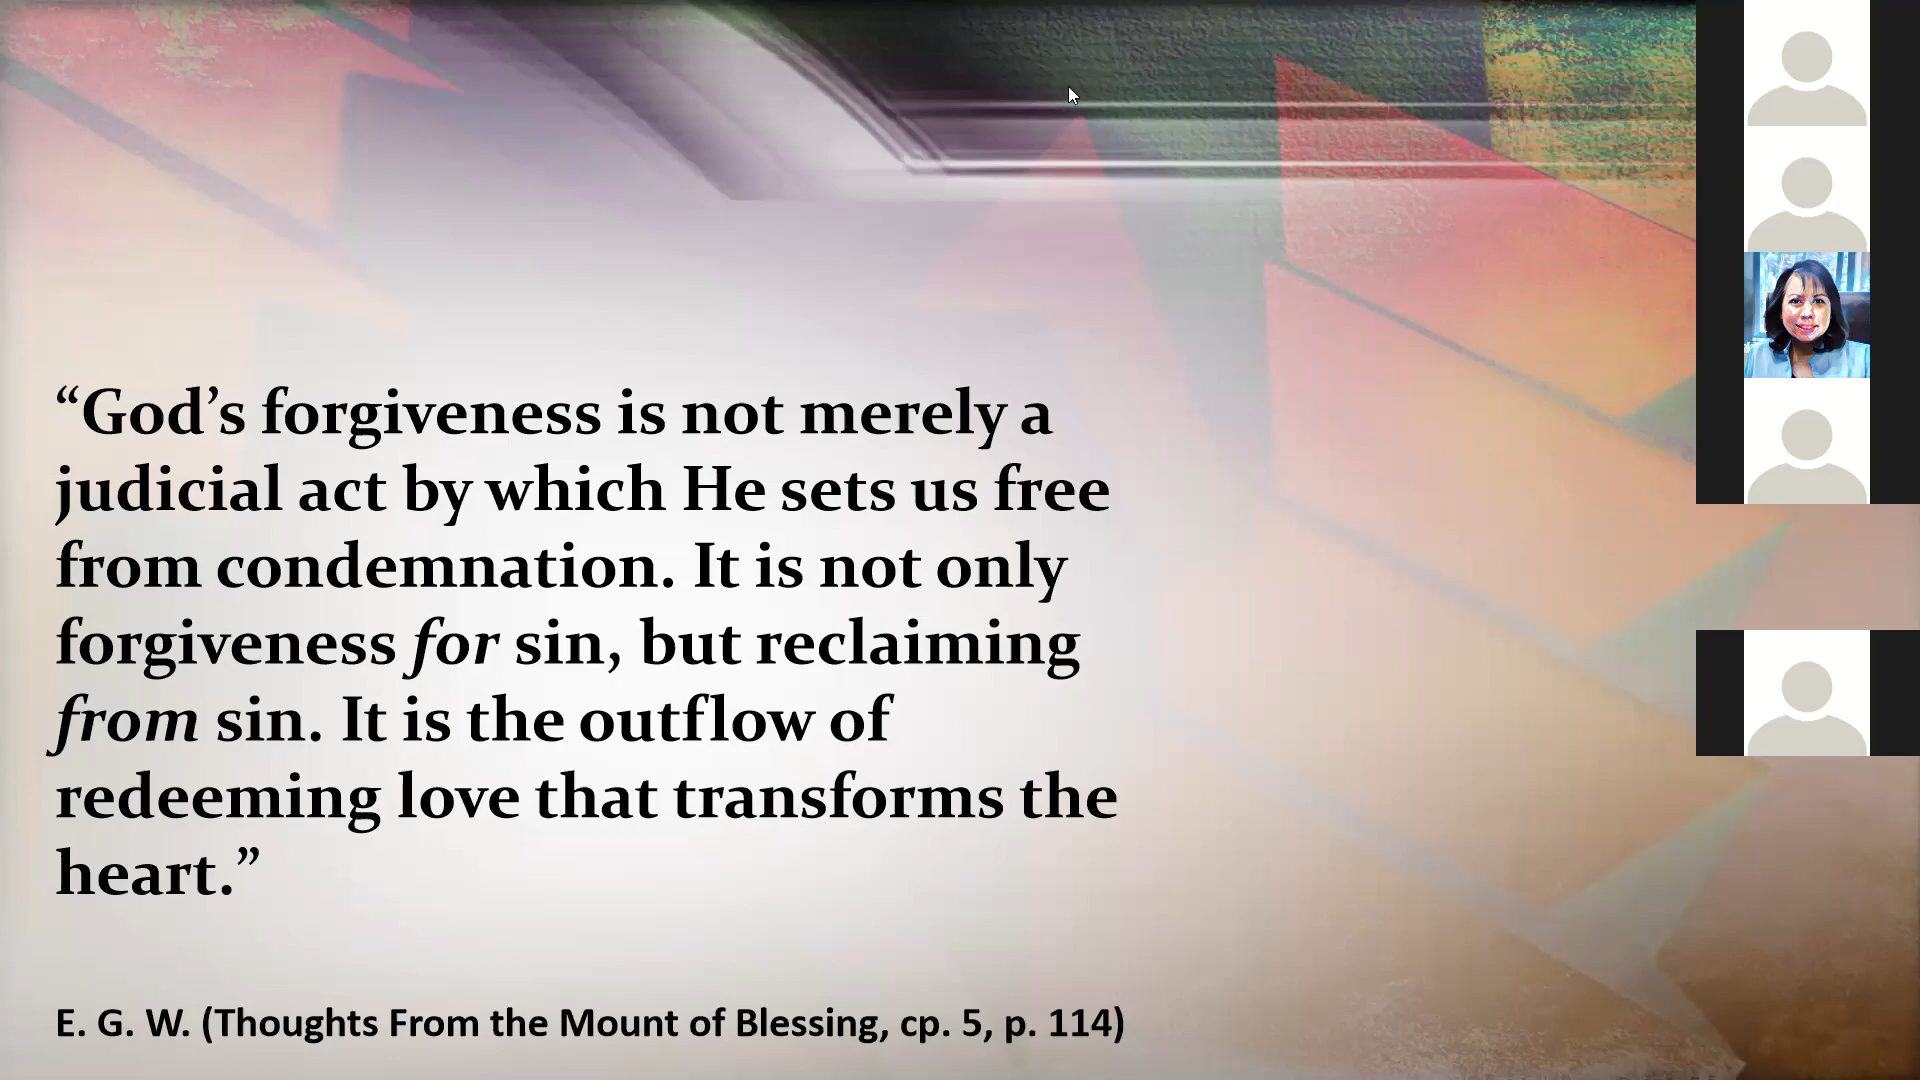 “God’s forgiveness is not merely a
judicial act by which He sets us free
from condemnation. It is not only
forgiveness for sin, but reclaiming
from sin. It is the outflow of
redeeming love that transforms the
heart.”
E. G. W. (Thoughts From the Mount of Blessing, cp. 5, p. 114)